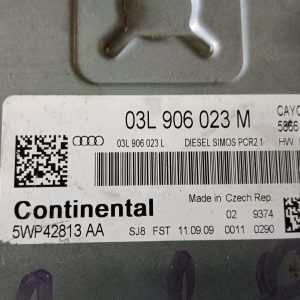 03L 906 023 M CAYC
03L 906 023 L DIESEL SIMOS PCR2.1 HW
Continental Made in Czech Rep.
02 9374
5WP42813 AA SJ8 FST 11.09.09 0011 0290